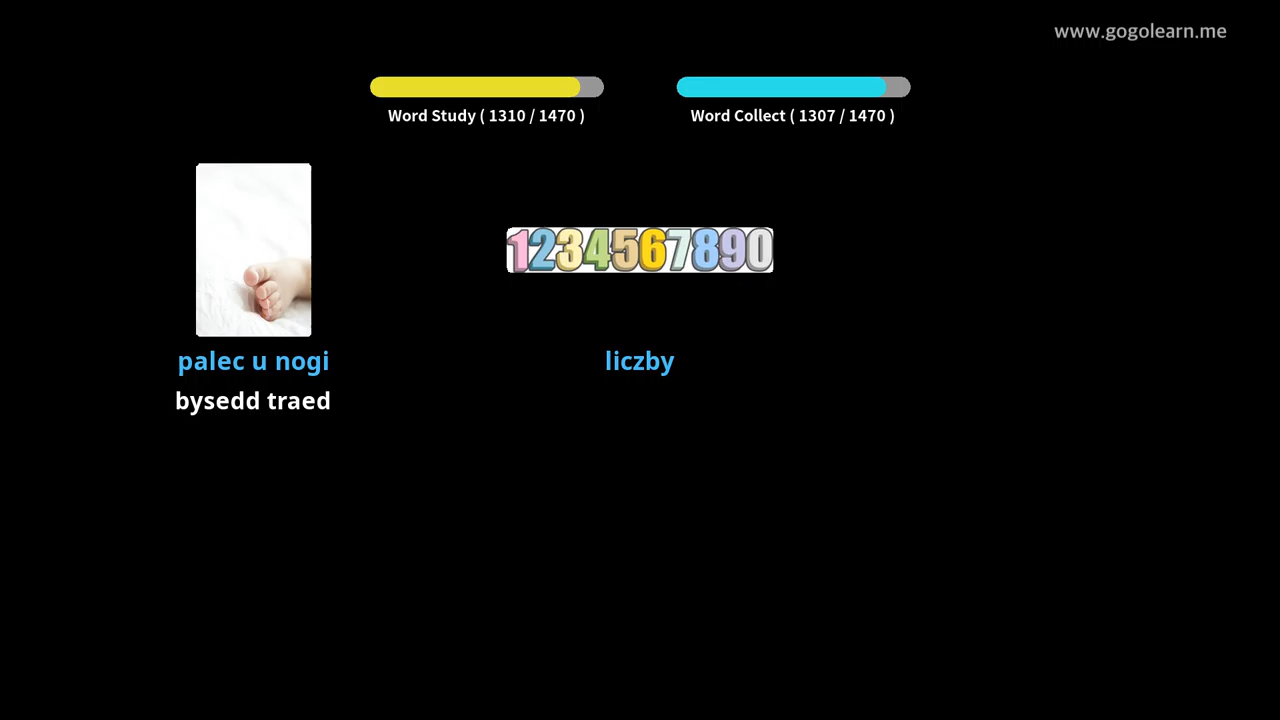 www.gogolearn.me
Word Study ( 1310 / 1470 )
Word Collect ( 1307 / 1470 )
1234567890
palec u nogi
bysedd traed
liczby